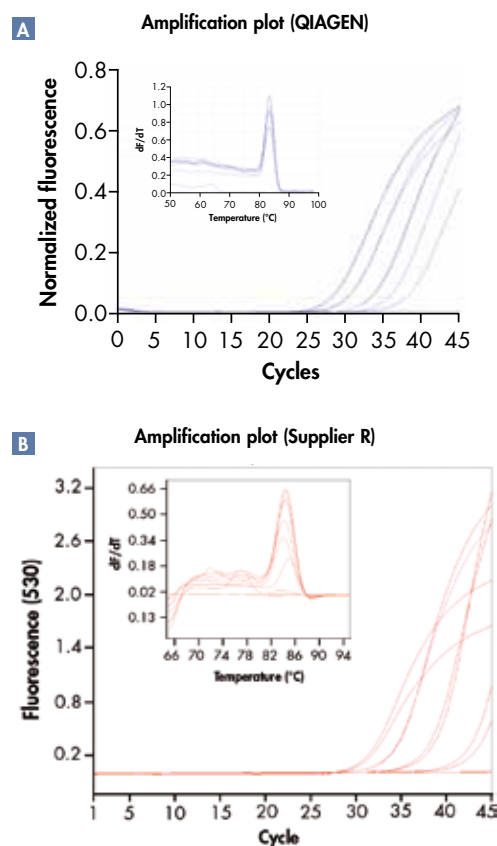 A
Amplification plot (QIAGEN)
Normalized fluorescence
0.8
0.6
0.4
0.2
0.0
0 5 10 15 20 25 30 35 40 45
Cycles
dF/dT
1.2
1.0
0.8
0.6
0.4
0.2
0.0
50 60 70 80 90 100
Temperature (°C)
B
Amplification plot (Supplier R)
Fluorescence (530)
3.2
2.6
2.0
1.4
0.8
0.2
1 5 10 15 20 25 30 35 40 45
Cycle
dF/dT
0.66
0.50
0.34
0.18
0.02
0.13
66 70 74 78 82 86 90 94
Temperature (°C)